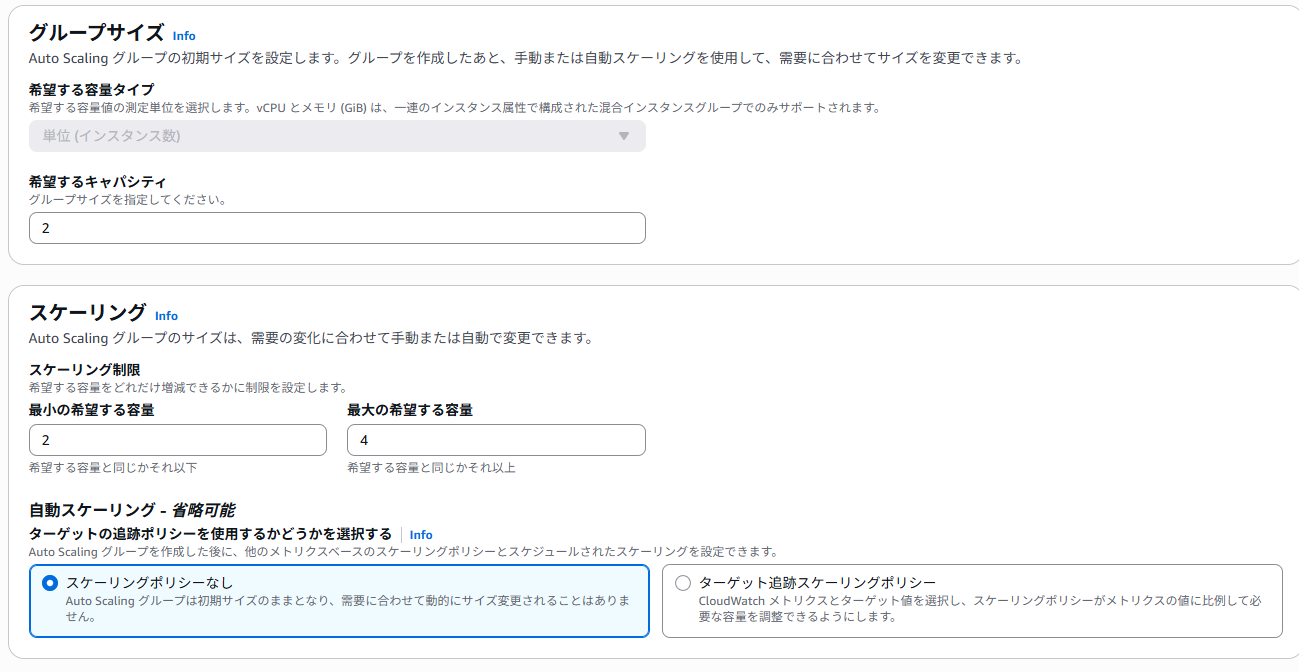 グループサイズ Info
Auto Scaling グループの初期サイズを設定します。グループを作成したあと、手動または自動スケーリングを使用して、需要に合わせてサイズを変更できます。
希望する容量タイプ
希望する容量値の測定単位を選択します。vCPU とメモリ (GiB) は、一連のインスタンス属性で構成された混合インスタンスグループでのみサポートされます。
単位 (インスタンス数)
希望するキャパシティ
グループサイズを指定してください。
2
スケーリング Info
Auto Scaling グループのサイズは、需要の変化に合わせて手動または自動で変更できます。
スケーリング制限
希望する容量をどれだけ増減できるかに制限を設定します。
最小の希望する容量 最大の希望する容量
2 4
希望する容量と同じかそれ以下 希望する容量と同じかそれ以上
自動スケーリング - 省略可能
ターゲットの追跡ポリシーを使用するかどうかを選択する Info
Auto Scaling グループを作成した後に、他のメトリクスベースのスケーリングポリシーとスケジュールされたスケーリングを設定できます。
スケーリングポリシーなし
Auto Scaling グループは初期サイズのままとなり、需要に合わせて動的にサイズ変更されることはありま
せん。
ターゲット追跡スケーリングポリシー
CloudWatch メトリクスとターゲット値を選択し、スケーリングポリシーがメトリクスの値に比例して必
要な容量を調整できるようにします。